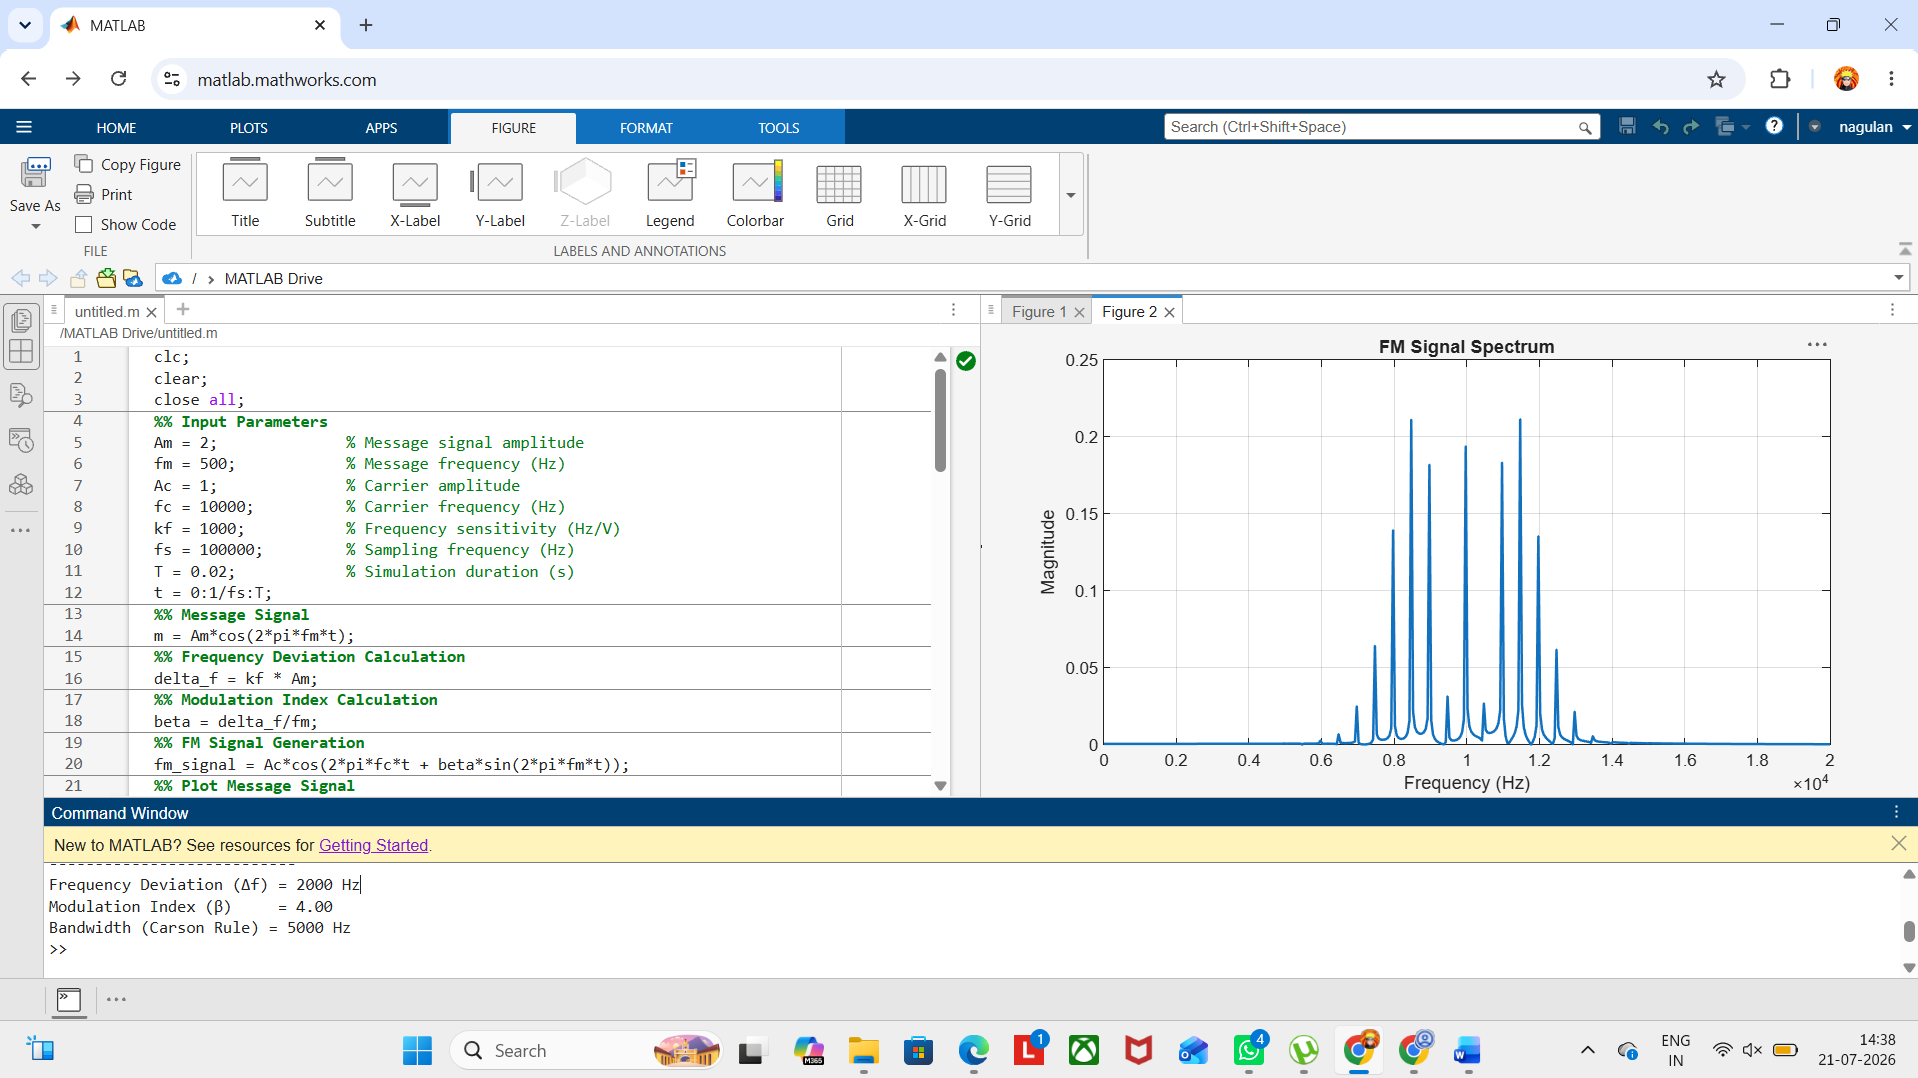 MATLAB
matlab.mathworks.com
HOME PLOTS APPS FIGURE FORMAT TOOLS Search (Ctrl+Shift+Space) nagulan
Save As
Copy Figure
Print
Show Code
FILE
Title Subtitle X-Label Y-Label Z-Label Legend Colorbar Grid X-Grid Y-Grid
LABELS AND ANNOTATIONS
/ › MATLAB Drive
untitled.m
/MATLAB Drive/untitled.m
1 clc;
2 clear;
3 close all;
4 %% Input Parameters
5 Am = 2; % Message signal amplitude
6 fm = 500; % Message frequency (Hz)
7 Ac = 1; % Carrier amplitude
8 fc = 10000; % Carrier frequency (Hz)
9 kf = 1000; % Frequency sensitivity (Hz/V)
10 fs = 100000; % Sampling frequency (Hz)
11 T = 0.02; % Simulation duration (s)
12 t = 0:1/fs:T;
13 %% Message Signal
14 m = Am*cos(2*pi*fm*t);
15 %% Frequency Deviation Calculation
16 delta_f = kf * Am;
17 %% Modulation Index Calculation
18 beta = delta_f/fm;
19 %% FM Signal Generation
20 fm_signal = Ac*cos(2*pi*fc*t + beta*sin(2*pi*fm*t));
21 %% Plot Message Signal
Figure 1 Figure 2
FM Signal Spectrum
0.25
0.2
0.15
0.1
0.05
0
Magnitude
0 0.2 0.4 0.6 0.8 1 1.2 1.4 1.6 1.8 2
Frequency (Hz)
×10⁴
Command Window
New to MATLAB? See resources for Getting Started.
---------------------------
Frequency Deviation (Δf) = 2000 Hz
Modulation Index (β) = 4.00
Bandwidth (Carson Rule) = 5000 Hz
>>
Search
M365
L
1
4
ENG
IN
14:38
21-07-2026